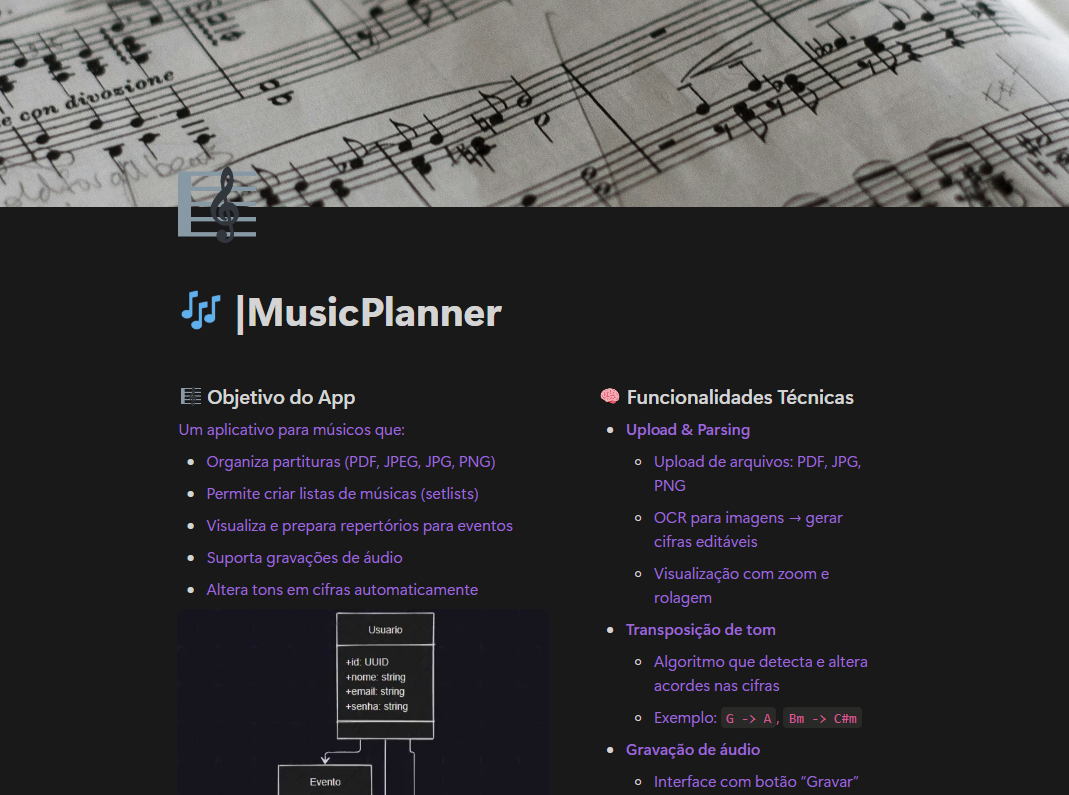 e con divozione
|MusicPlanner
Objetivo do App
Um aplicativo para músicos que:
Organiza partituras (PDF, JPEG, JPG, PNG)
Permite criar listas de músicas (setlists)
Visualiza e prepara repertórios para eventos
Suporta gravações de áudio
Altera tons em cifras automaticamente
Usuario
+id: UUID
+nome: string
+email: string
+senha: string
Evento
Funcionalidades Técnicas
Upload & Parsing
Upload de arquivos: PDF, JPG,
PNG
OCR para imagens → gerar
cifras editáveis
Visualização com zoom e
rolagem
Transposição de tom
Algoritmo que detecta e altera
acordes nas cifras
Exemplo: G -> A, Bm -> C#m
Gravação de áudio
Interface com botão “Gravar”